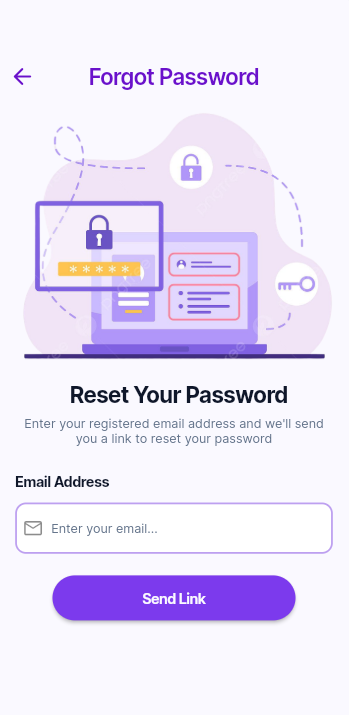 Forgot Password
*****
Reset Your Password
Enter your registered email address and we'll send
you a link to reset your password
Email Address
Enter your email...
Send Link